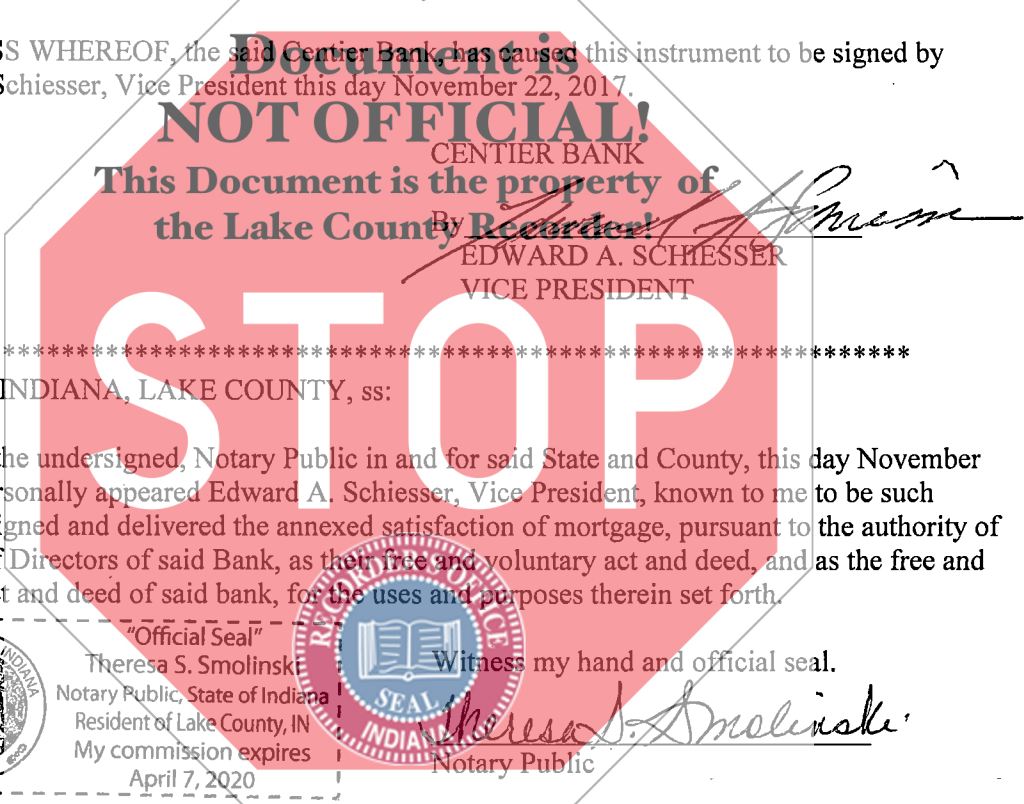 S WHEREOF, the said Centier Bank, has caused this instrument to be signed by
Schiesser, Vice President this day November 22, 2017.
Document is
NOT OFFICIAL!
This Document is the property of
the Lake County Recorder!
CENTIER BANK
By
EDWARD A. SCHIESSER
VICE PRESIDENT
STOP
**************************************************************
INDIANA, LAKE COUNTY, ss:
he undersigned, Notary Public in and for said State and County, this day November
rsonally appeared Edward A. Schiesser, Vice President, known to me to be such
gned and delivered the annexed satisfaction of mortgage, pursuant to the authority of
f Directors of said Bank, as their free and voluntary act and deed, and as the free and
t and deed of said bank, for the uses and purposes therein set forth.
RECORDER'S OFFICE
SEAL
INDIANA
"Official Seal"
Theresa S. Smolinski
Notary Public, State of Indiana
Resident of Lake County, IN
My commission expires
April 7, 2020
INDIANA
Witness my hand and official seal.
Theresa S. Smolinski
Notary Public